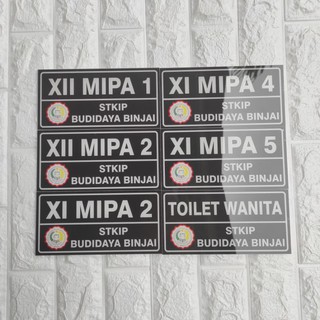 XII MIPA 1
STKIP
BUDIDAYA BINJAI
XI MIPA 4
STKIP
BUDIDAYA BINJAI
XII MIPA 2
STKIP
BUDIDAYA BINJAI
XI MIPA 5
STKIP
BUDIDAYA BINJAI
XI MIPA 2
STKIP
BUDIDAYA BINJAI
TOILET WANITA
STKIP
BUDIDAYA BINJAI